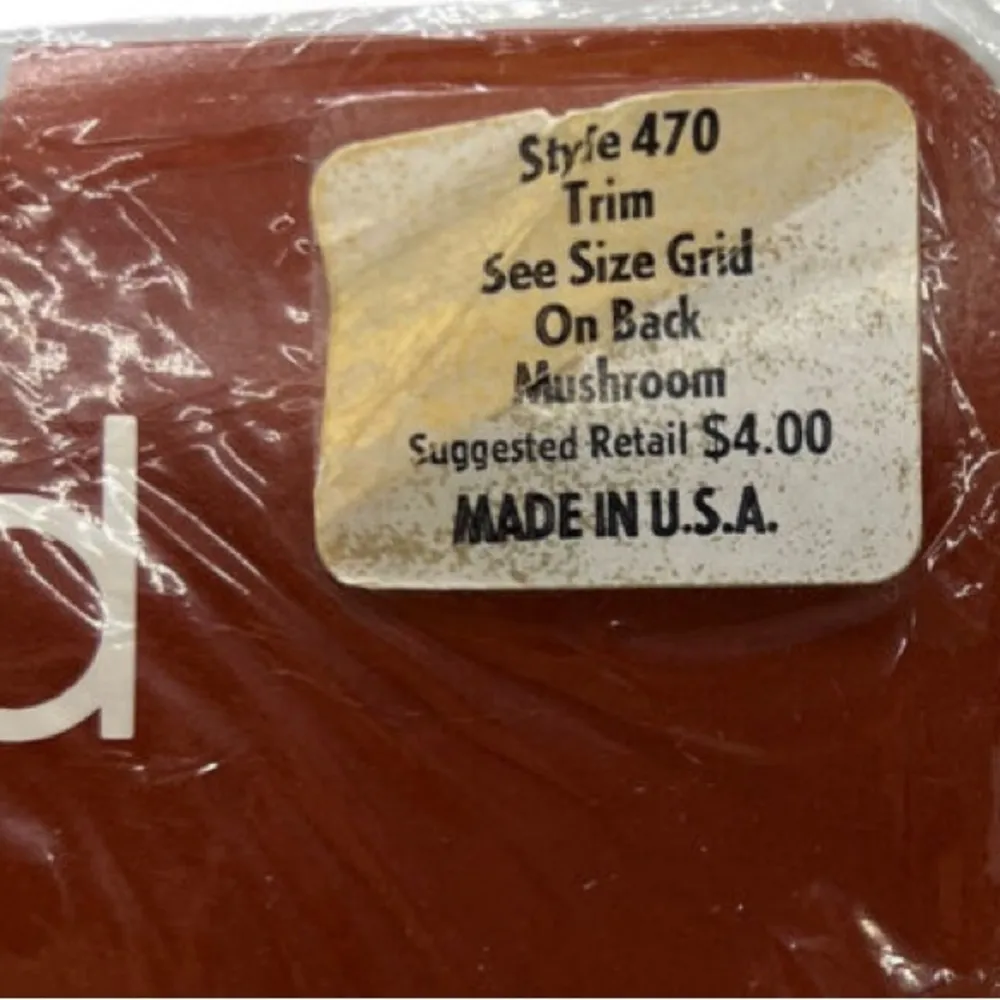 Style 470
Trim
See Size Grid
On Back
Mushroom
Suggested Retail $4.00
MADE IN U.S.A.
d